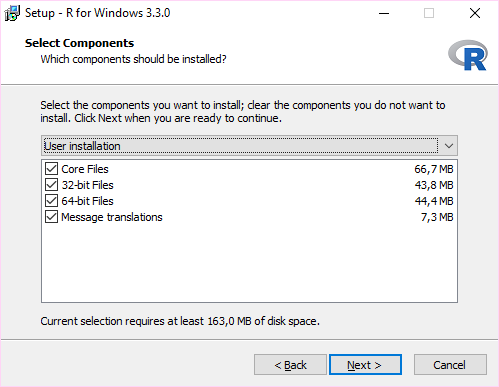 Setup - R for Windows 3.3.0
Select Components
Which components should be installed?
R
Select the components you want to install; clear the components you do not want to
install. Click Next when you are ready to continue.
User installation
Core Files 66,7 MB
32-bit Files 43,8 MB
64-bit Files 44,4 MB
Message translations 7,3 MB
Current selection requires at least 163,0 MB of disk space.
< Back Next > Cancel